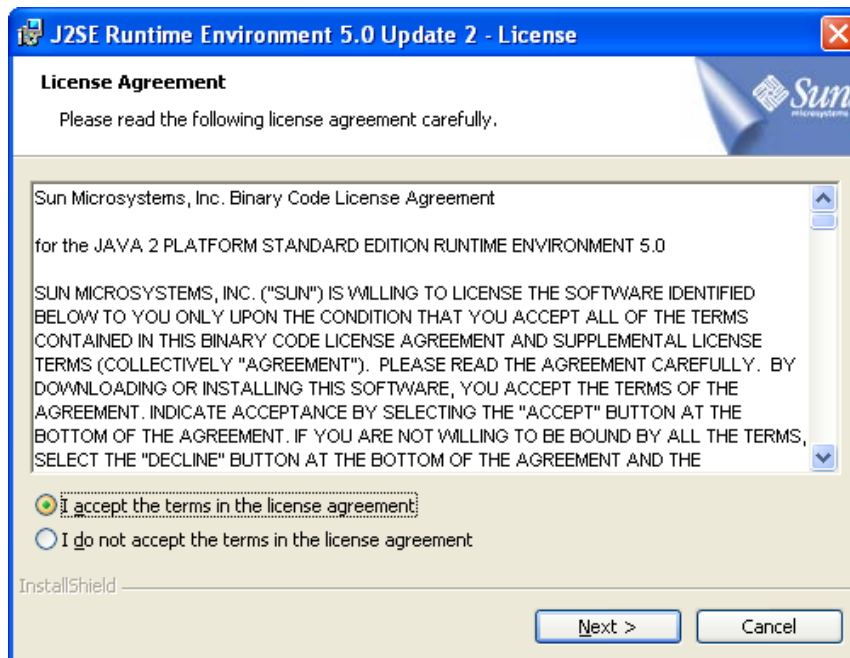 J2SE Runtime Environment 5.0 Update 2 - License
License Agreement
Please read the following license agreement carefully.
Sun
microsystems
Sun Microsystems, Inc. Binary Code License Agreement
for the JAVA 2 PLATFORM STANDARD EDITION RUNTIME ENVIRONMENT 5.0
SUN MICROSYSTEMS, INC. ("SUN") IS WILLING TO LICENSE THE SOFTWARE IDENTIFIED
BELOW TO YOU ONLY UPON THE CONDITION THAT YOU ACCEPT ALL OF THE TERMS
CONTAINED IN THIS BINARY CODE LICENSE AGREEMENT AND SUPPLEMENTAL LICENSE
TERMS (COLLECTIVELY "AGREEMENT").  PLEASE READ THE AGREEMENT CAREFULLY.  BY
DOWNLOADING OR INSTALLING THIS SOFTWARE, YOU ACCEPT THE TERMS OF THE
AGREEMENT. INDICATE ACCEPTANCE BY SELECTING THE "ACCEPT" BUTTON AT THE
BOTTOM OF THE AGREEMENT. IF YOU ARE NOT WILLING TO BE BOUND BY ALL THE TERMS,
SELECT THE "DECLINE" BUTTON AT THE BOTTOM OF THE AGREEMENT AND THE
I accept the terms in the license agreement
I do not accept the terms in the license agreement
InstallShield
Next >
Cancel